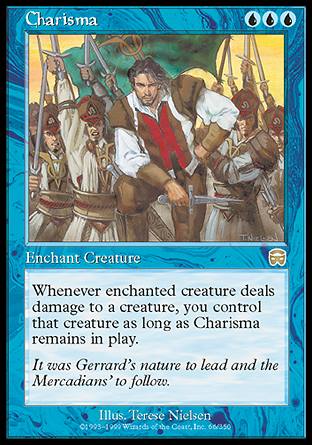 Charisma
T. NIELSEN
Enchant Creature
Whenever enchanted creature deals
damage to a creature, you control
that creature as long as Charisma
remains in play.
It was Gerrard's nature to lead and the
Mercadians' to follow.
Illus. Terese Nielsen
©1993–1999 Wizards of the Coast, Inc. 66/350